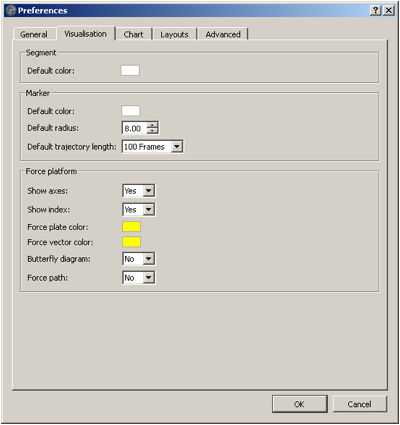 Preferences
General Visualisation Chart Layouts Advanced
Segment
Default color:
Marker
Default color:
Default radius: 8.00
Default trajectory length: 100 Frames
Force platform
Show axes: Yes
Show index: Yes
Force plate color:
Force vector color:
Butterfly diagram: No
Force path: No
OK Cancel